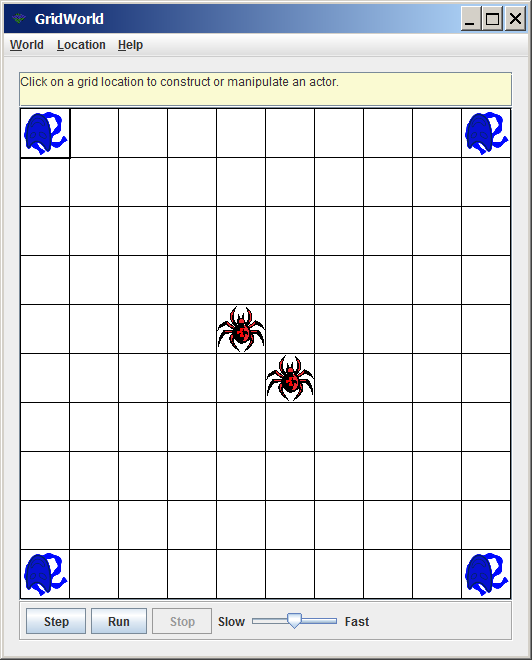 GridWorld
World Location Help
Click on a grid location to construct or manipulate an actor.
Step Run Stop Slow Fast